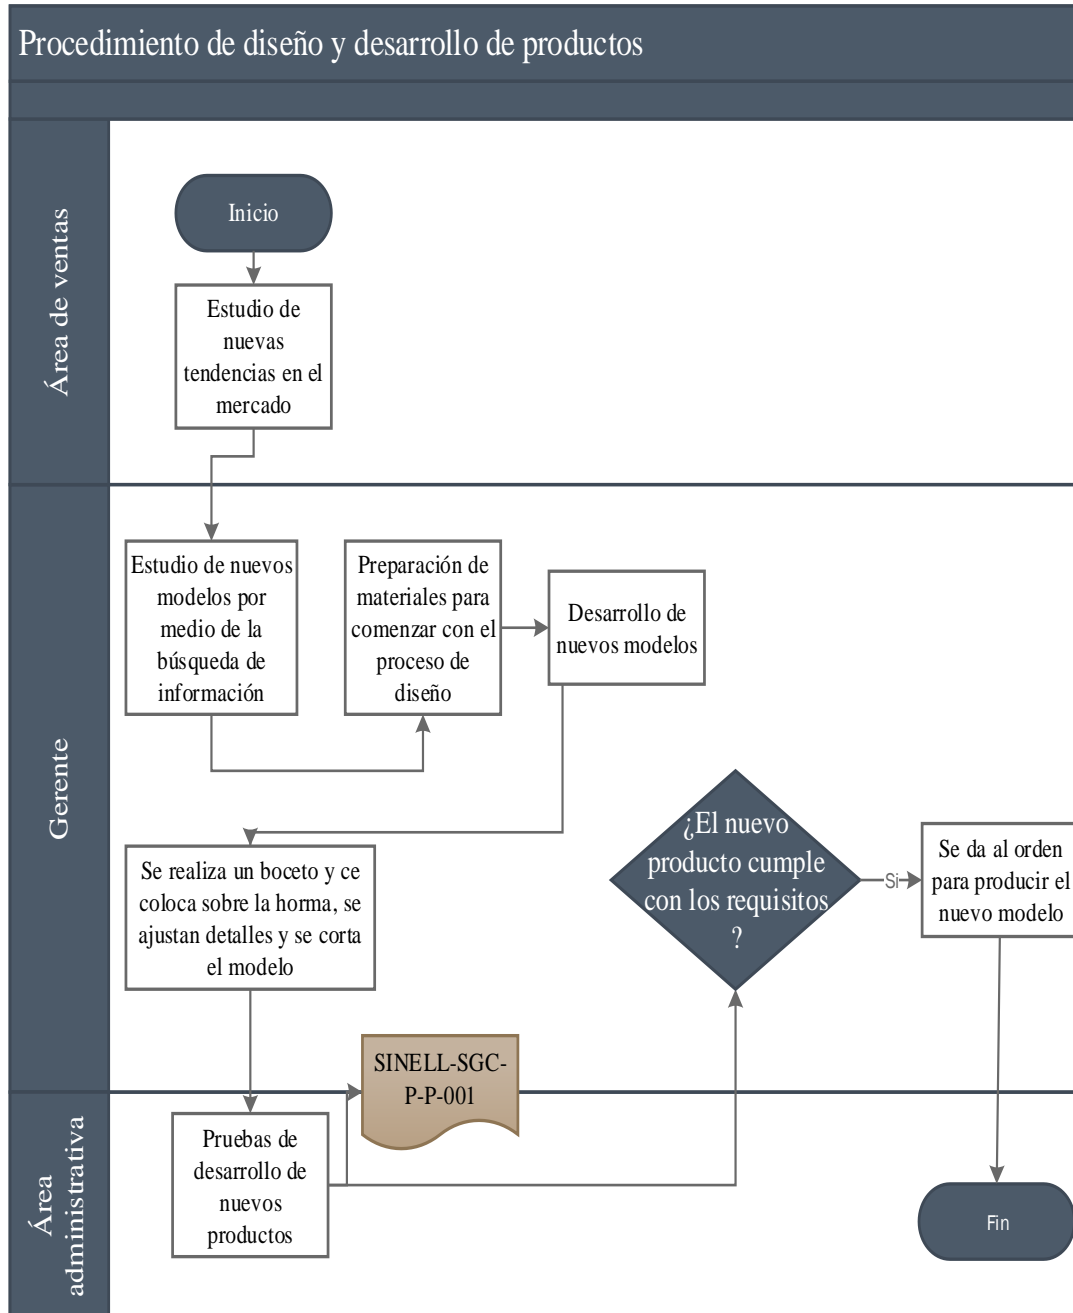 Procedimiento de diseño y desarrollo de productos
Área de ventas
Inicio
Estudio de
nuevas
tendencias en el
mercado
Gerente
Estudio de nuevos
modelos por
medio de la
búsqueda de
información
Preparación de
materiales para
comenzar con el
proceso de
diseño
Desarrollo de
nuevos modelos
Se realiza un boceto y ce
coloca sobre la horma, se
ajustan detalles y se corta
el modelo
¿El nuevo
producto cumple
con los requisitos
?
Si
Se da al orden
para producir el
nuevo modelo
SINELL-SGC-
P-P-001
Área
administrativa
Pruebas de
desarrollo de
nuevos
productos
Fin